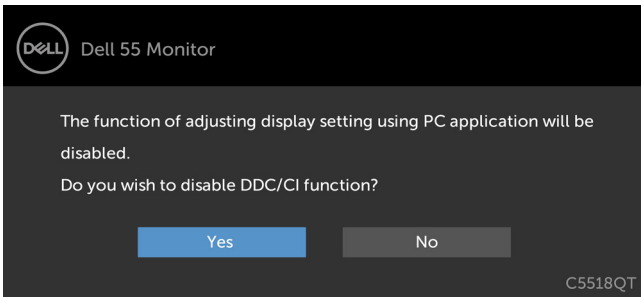 DELL Dell 55 Monitor
The function of adjusting display setting using PC application will be
disabled.
Do you wish to disable DDC/CI function?
Yes No
C5518QT